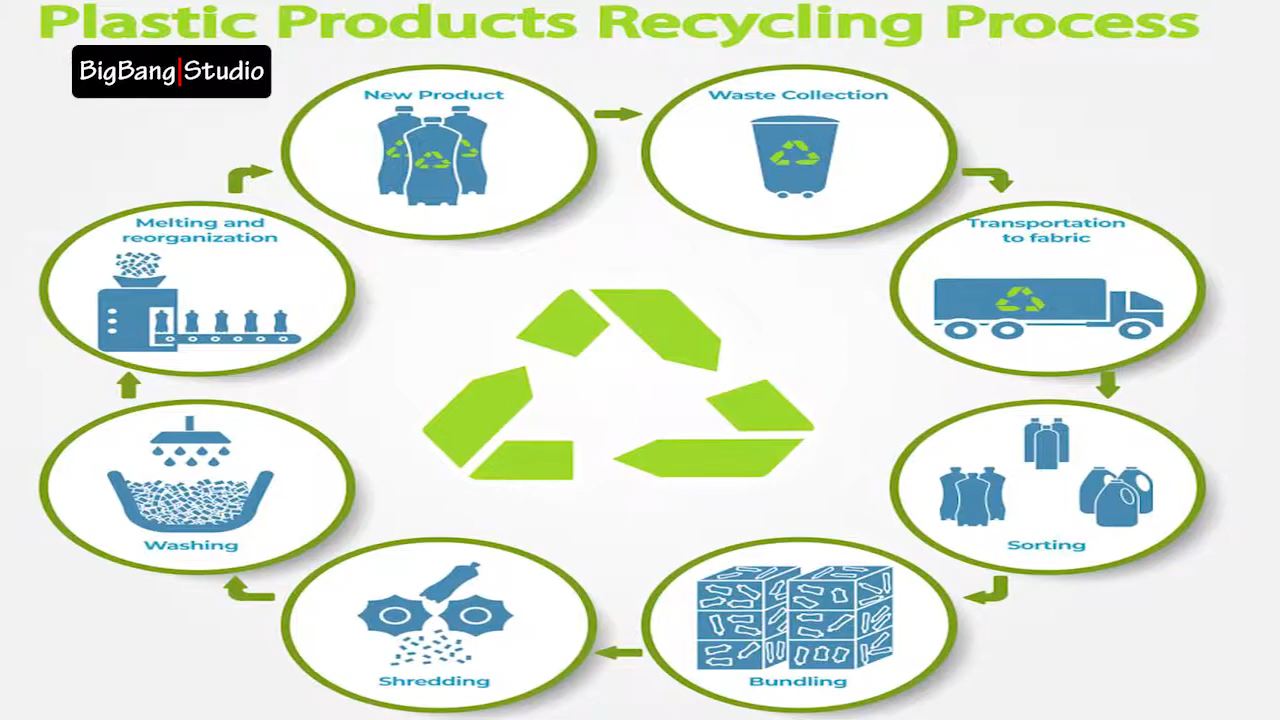 Plastic Products Recycling Process
BigBang|Studio
New Product
Waste Collection
Transportation
to fabric
Sorting
Bundling
Shredding
Washing
Melting and
reorganization